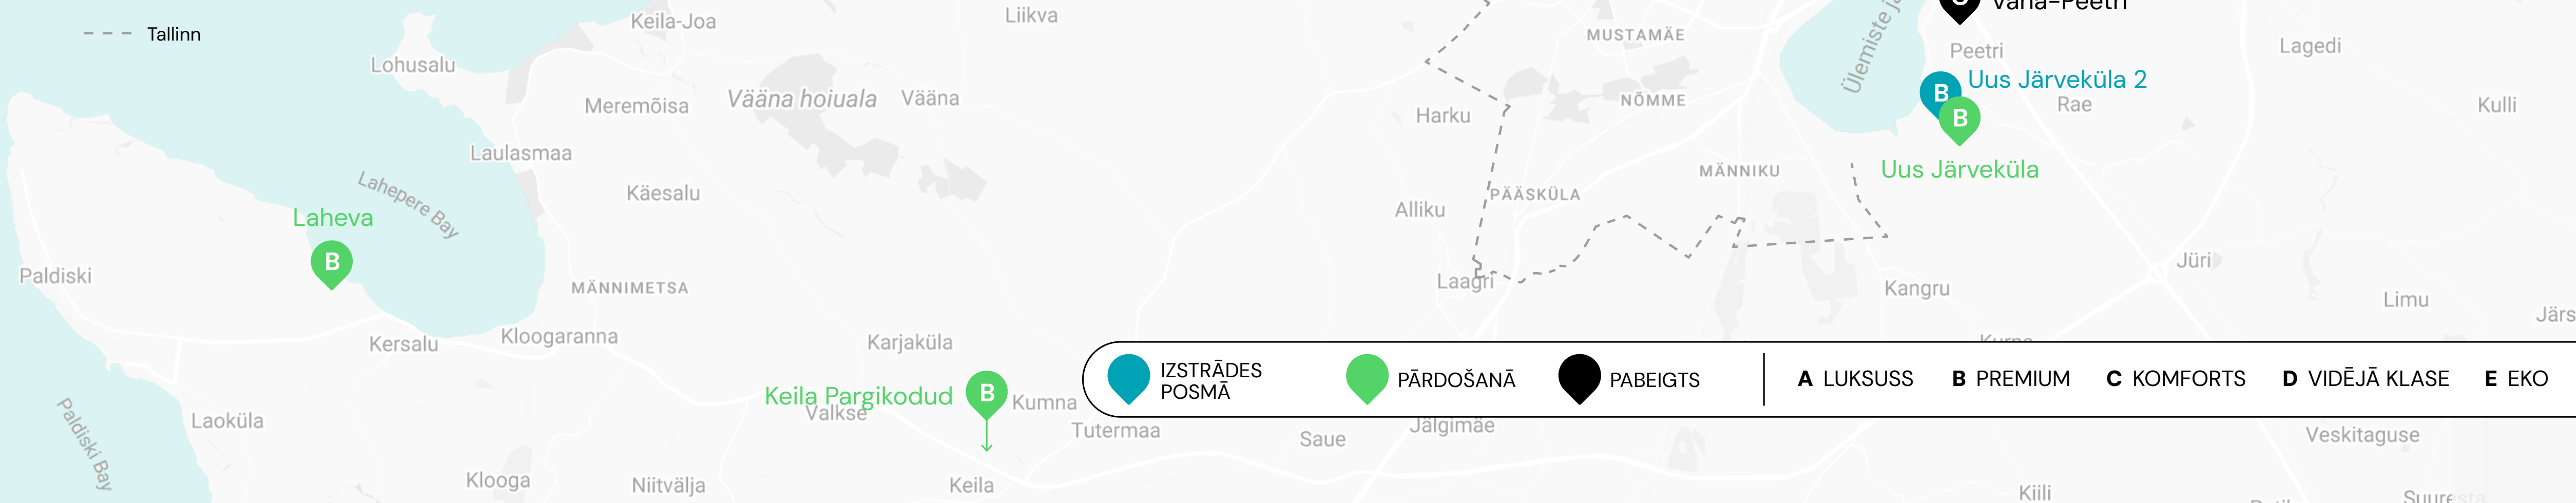 Vana-Peetri
Keila-Joa
Liikva
Tallinn
MUSTAMÄE
Ülemiste
Peetri
Lagedi
Lohusalu
Uus Järveküla 2
Meremõisa
Vääna hoiuala
Vääna
NÕMME
B
Rae
Kulli
Harku
B
Laulasmaa
MÄNNIKU
Uus Järveküla
Lahepere Bay
Käesalu
PÄÄSKÜLA
Laheva
Alliku
B
Paldiski
Laagri
Jüri
MÄNNIMETSA
Kangru
Limu
Järs
Kersalu
Kloogaranna
Karjaküla
IZSTRĀDES
POSMĀ
PĀRDOŠANĀ
PABEIGTS
A LUKSUSS
B PREMIUM
C KOMFORTS
D VIDĒJĀ KLASE
E EKO
Keila Pargikodud
B
Kumna
Valkse
Paldiski Bay
Laoküla
Tutermaa
Saue
Jälgimäe
Veskitaguse
Klooga
Niitvälja
Keila
Kiili